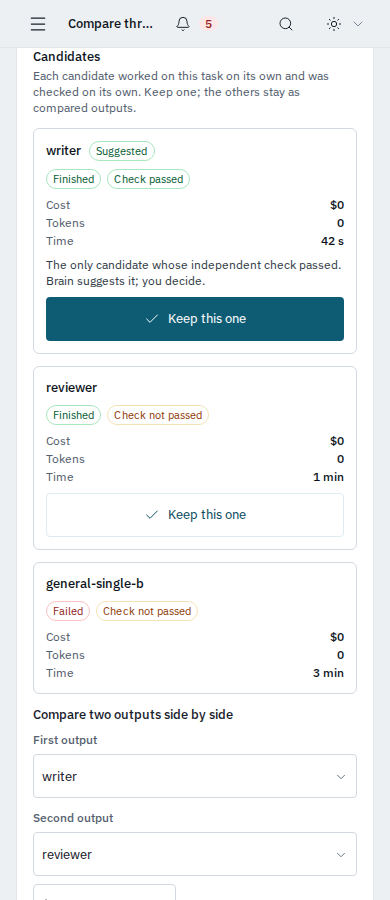 Compare thr...
5
Candidates
Each candidate worked on this task on its own and was
checked on its own. Keep one; the others stay as
compared outputs.
writer Suggested
Finished Check passed
Cost $0
Tokens 0
Time 42 s
The only candidate whose independent check passed.
Brain suggests it; you decide.
Keep this one
reviewer
Finished Check not passed
Cost $0
Tokens 0
Time 1 min
Keep this one
general-single-b
Failed Check not passed
Cost $0
Tokens 0
Time 3 min
Compare two outputs side by side
First output
writer
Second output
reviewer